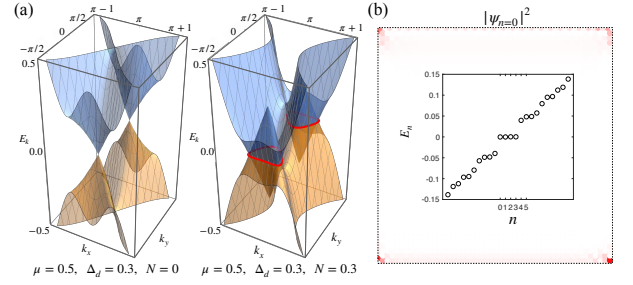 (a)
π − 1
π
π + 1
0
−π/2
π/2
0.5
E_k
0.0
−0.5
k_x
k_y
μ = 0.5, Δ_d = 0.3, N = 0
π − 1
π
π + 1
0
−π/2
π/2
0.5
E_k
0.0
−0.5
k_x
k_y
μ = 0.5, Δ_d = 0.3, N = 0.3
(b)
|ψ_{n=0}|²
0.15
0.1
0.05
0
-0.05
-0.1
-0.15
E_n
012345
n